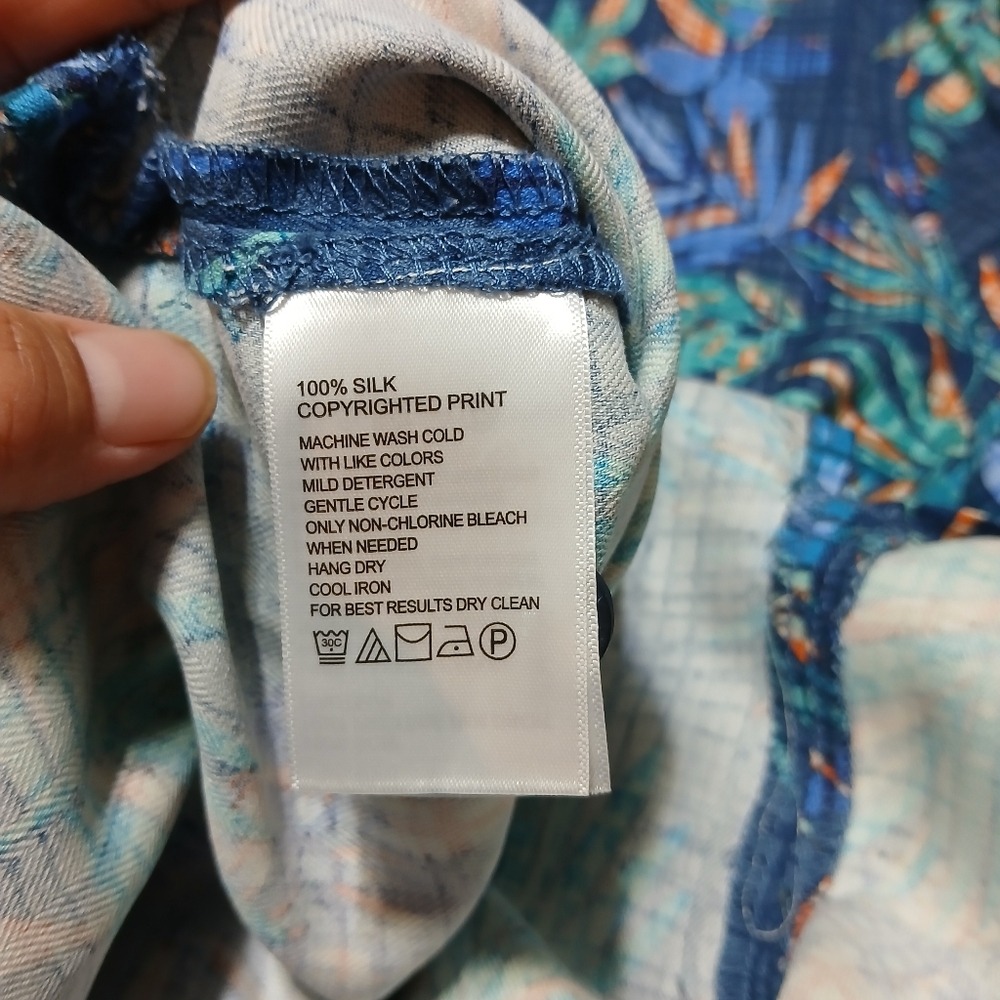 100% SILK
COPYRIGHTED PRINT
MACHINE WASH COLD
WITH LIKE COLORS
MILD DETERGENT
GENTLE CYCLE
ONLY NON-CHLORINE BLEACH
WHEN NEEDED
HANG DRY
COOL IRON
FOR BEST RESULTS DRY CLEAN
30C P